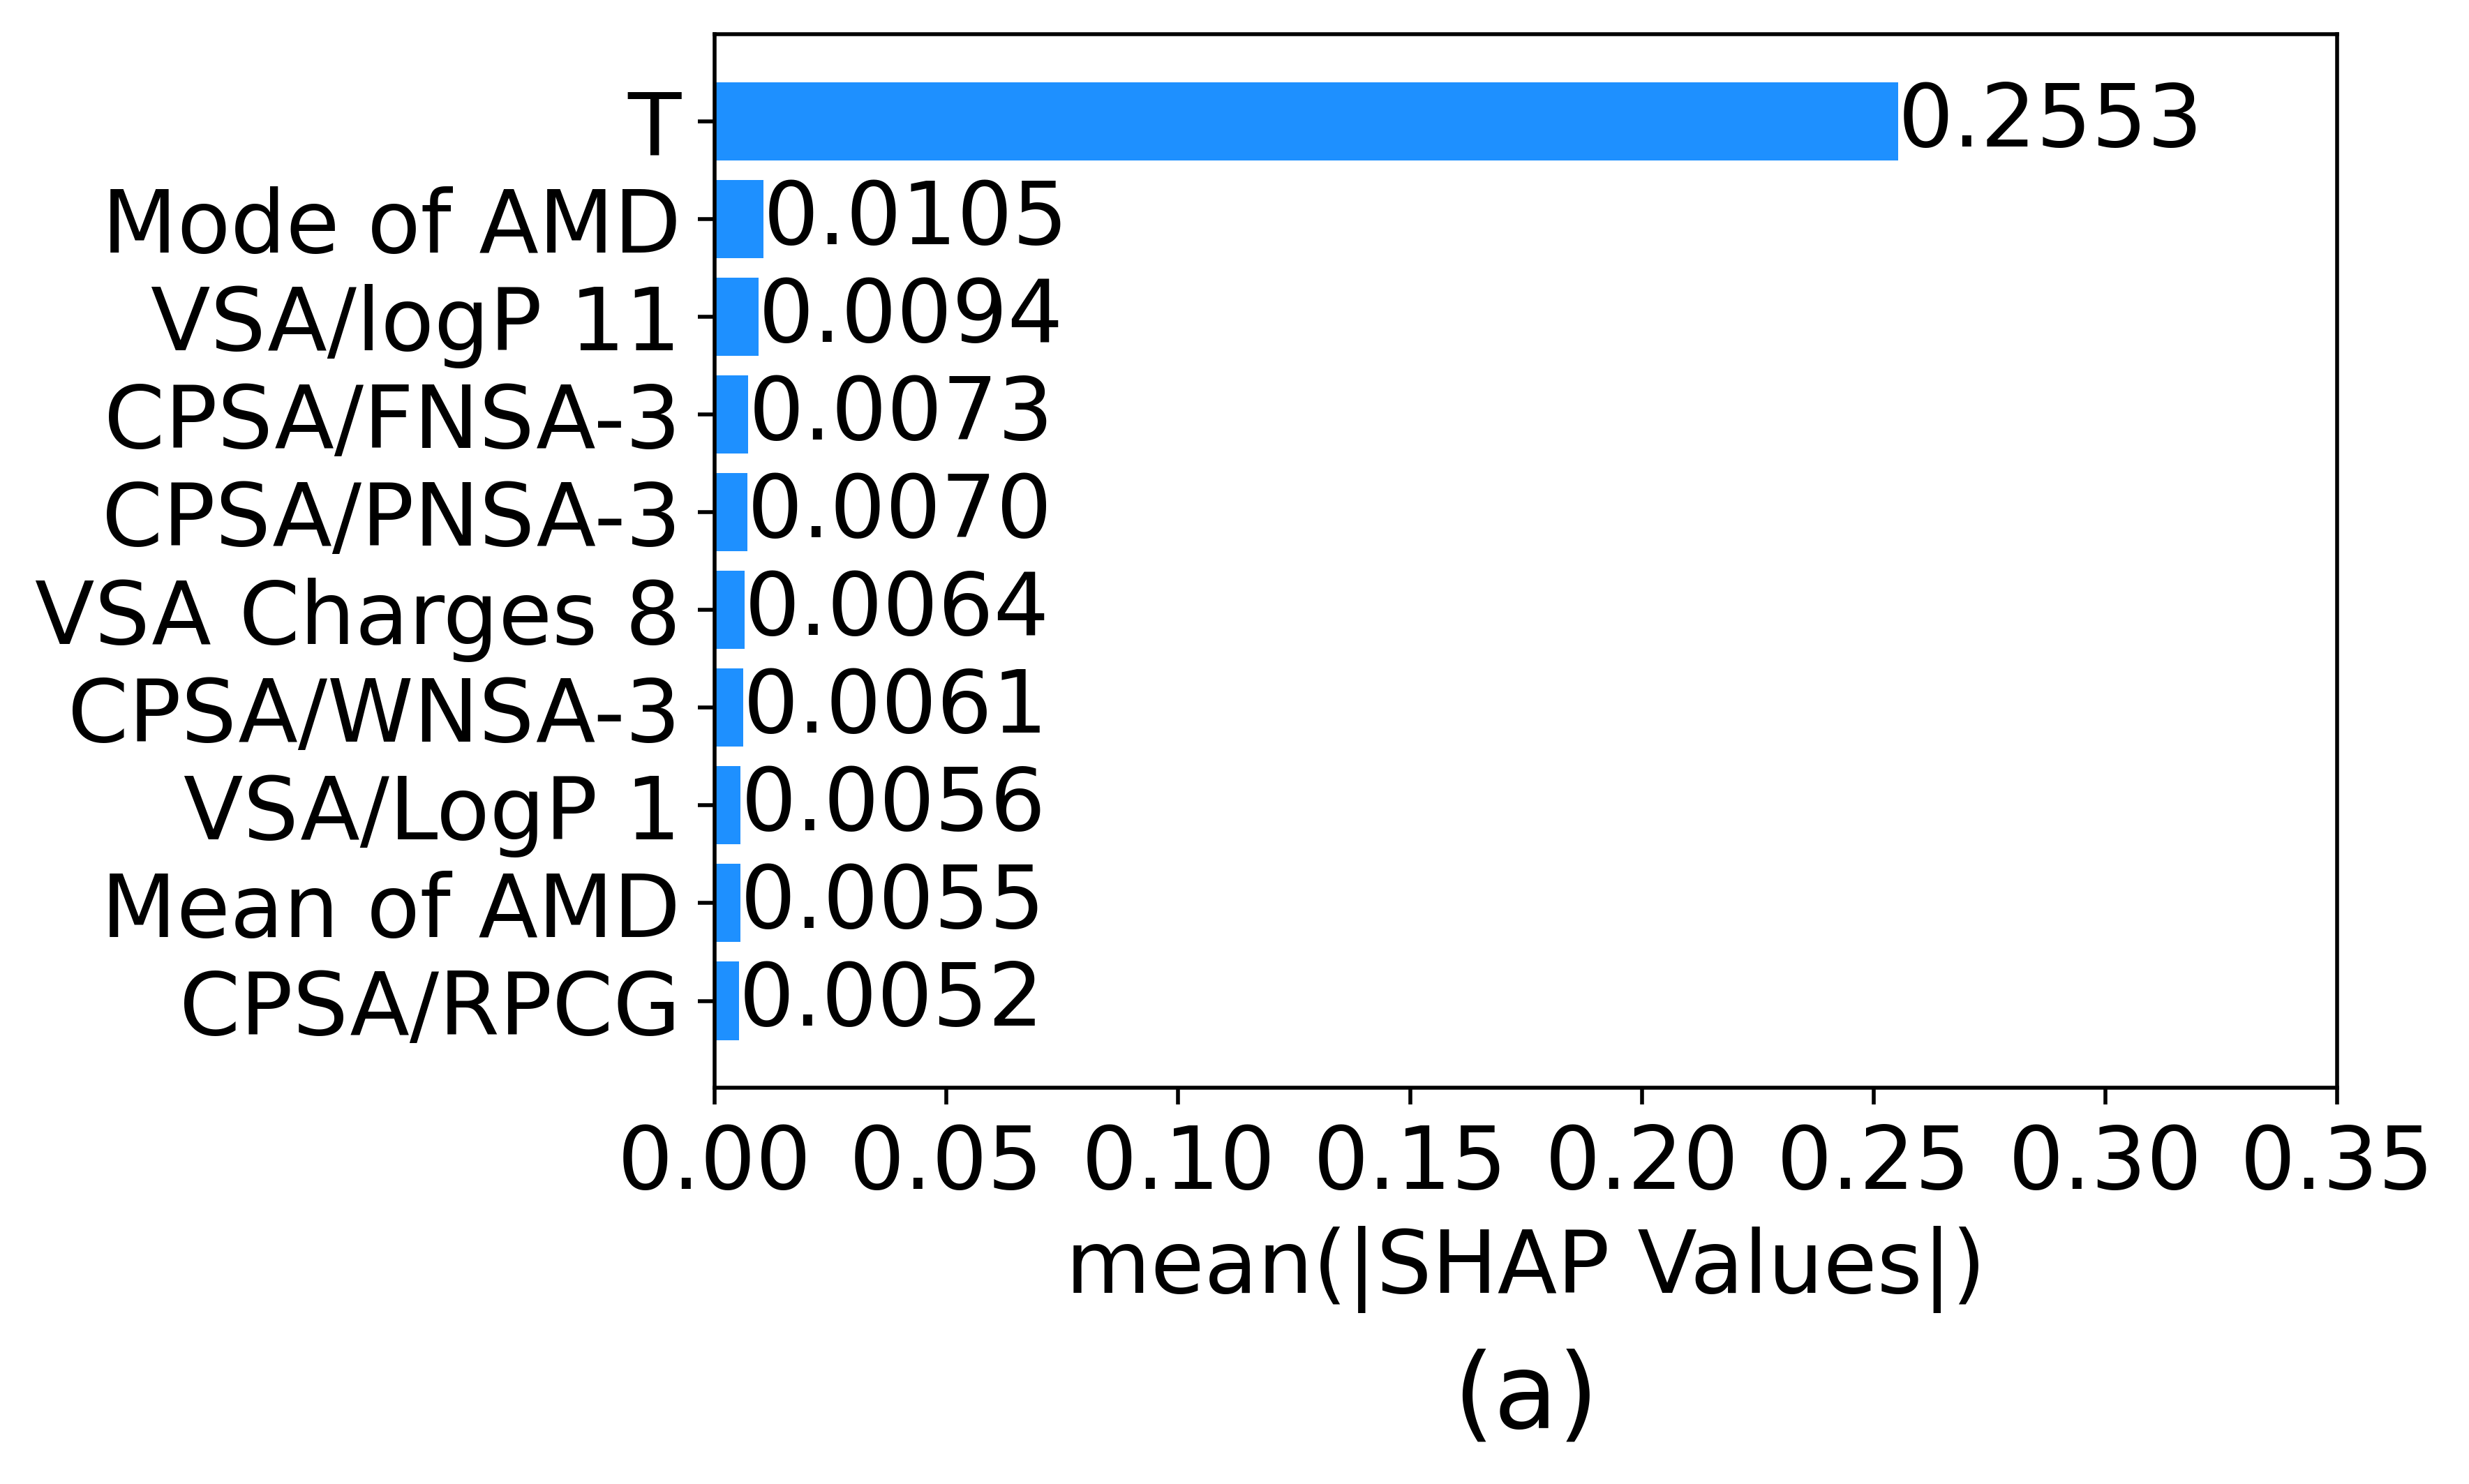 T 0.2553
Mode of AMD 0.0105
VSA/logP 11 0.0094
CPSA/FNSA-3 0.0073
CPSA/PNSA-3 0.0070
VSA Charges 8 0.0064
CPSA/WNSA-3 0.0061
VSA/LogP 1 0.0056
Mean of AMD 0.0055
CPSA/RPCG 0.0052
0.00 0.05 0.10 0.15 0.20 0.25 0.30 0.35
mean(|SHAP Values|)
(a)